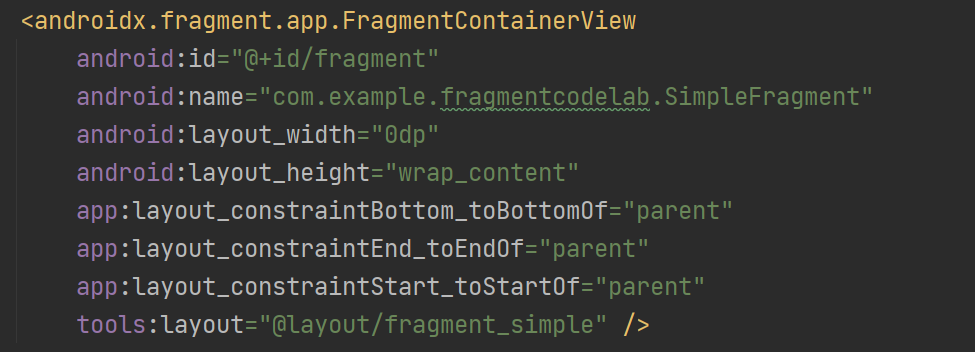 <androidx.fragment.app.FragmentContainerView
android:id="@+id/fragment"
android:name="com.example.fragmentcodelab.SimpleFragment"
android:layout_width="0dp"
android:layout_height="wrap_content"
app:layout_constraintBottom_toBottomOf="parent"
app:layout_constraintEnd_toEndOf="parent"
app:layout_constraintStart_toStartOf="parent"
tools:layout="@layout/fragment_simple" />